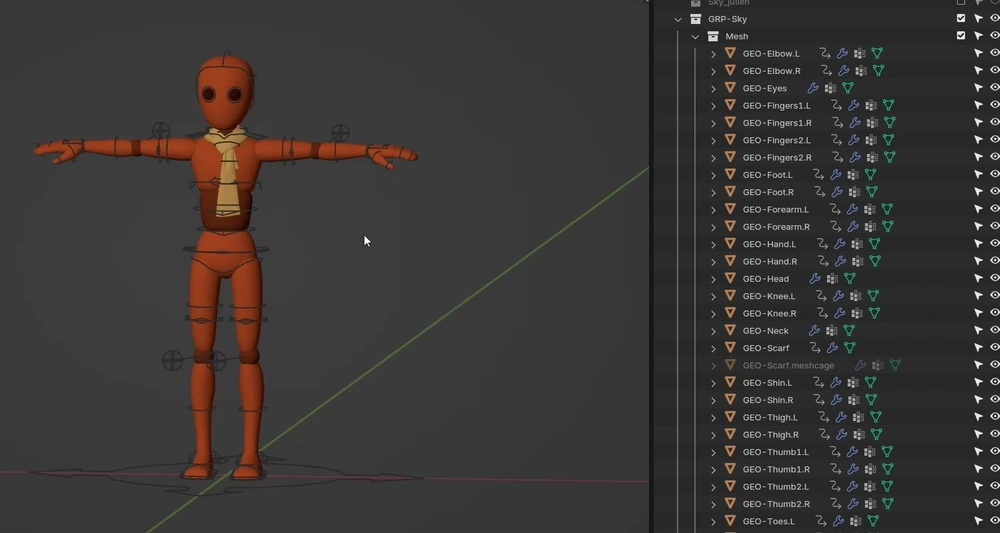 Sky_julien
GRP-Sky
Mesh
GEO-Elbow.L
GEO-Elbow.R
GEO-Eyes
GEO-Fingers1.L
GEO-Fingers1.R
GEO-Fingers2.L
GEO-Fingers2.R
GEO-Foot.L
GEO-Foot.R
GEO-Forearm.L
GEO-Forearm.R
GEO-Hand.L
GEO-Hand.R
GEO-Head
GEO-Knee.L
GEO-Knee.R
GEO-Neck
GEO-Scarf
GEO-Scarf.meshcage
GEO-Shin.L
GEO-Shin.R
GEO-Thigh.L
GEO-Thigh.R
GEO-Thumb1.L
GEO-Thumb1.R
GEO-Thumb2.L
GEO-Thumb2.R
GEO-Toes.L